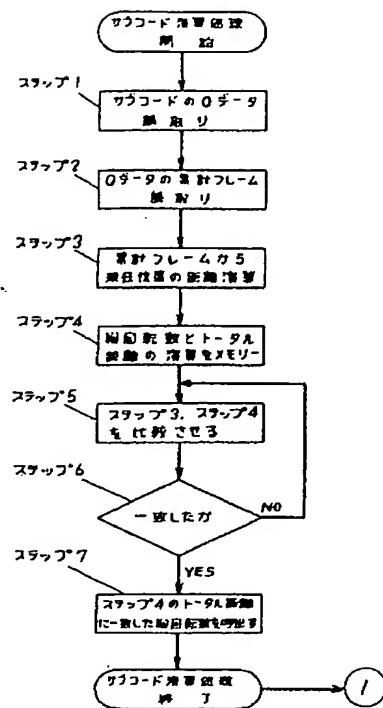 サブコード演算処理
開始
ステップ1
サブコードのQデータ
読取り
ステップ2
Qデータの累計フレーム
読取り
ステップ3
累計フレームから
現在位置の距離演算
ステップ4
回転数とトータル
距離の演算をメモリー
ステップ5
ステップ3、ステップ4
を比較させる
ステップ6
一致したか
NO
YES
ステップ7
ステップ4のトータル距離
に一致した回転数を呼出す
サブコード演算処理
終了
1